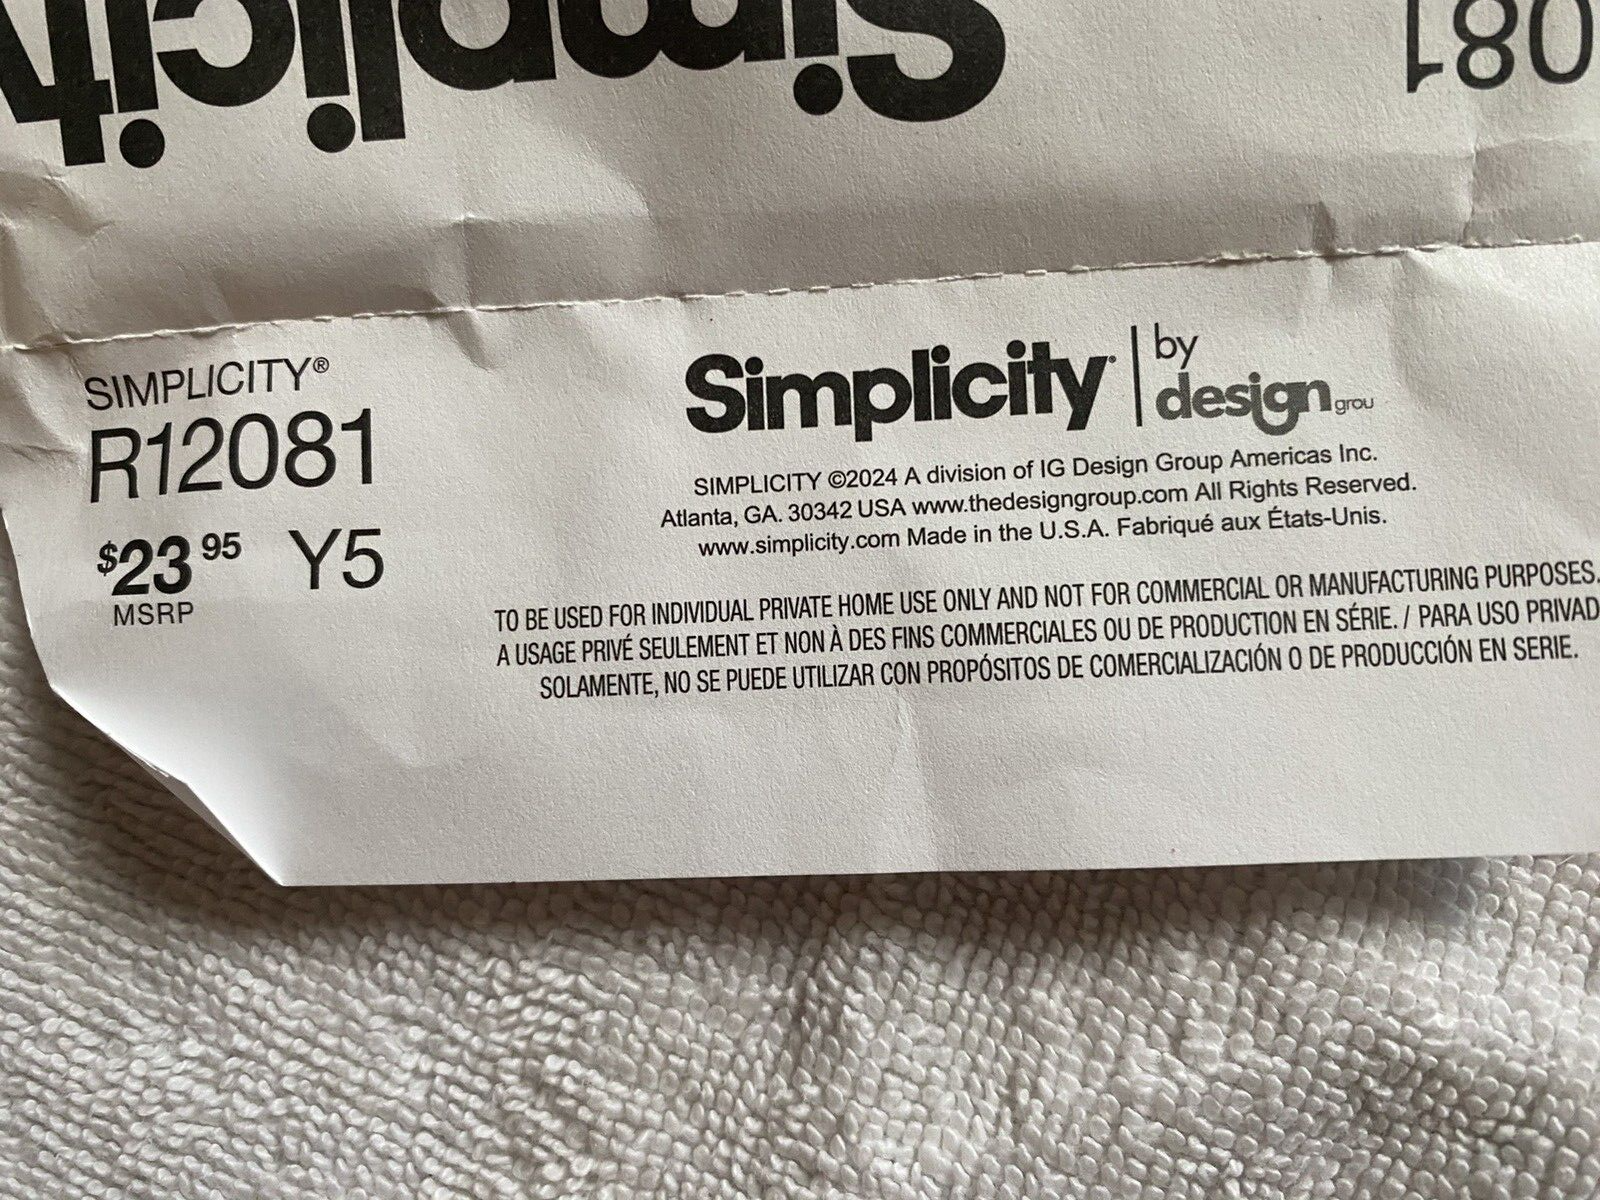 Simplicity
081
SIMPLICITY®
R12081
$23 95 Y5
MSRP
Simplicity® | by design grou
SIMPLICITY ©2024 A division of IG Design Group Americas Inc.
Atlanta, GA. 30342 USA www.thedesigngroup.com All Rights Reserved.
www.simplicity.com Made in the U.S.A. Fabriqué aux États-Unis.
TO BE USED FOR INDIVIDUAL PRIVATE HOME USE ONLY AND NOT FOR COMMERCIAL OR MANUFACTURING PURPOSES.
A USAGE PRIVÉ SEULEMENT ET NON À DES FINS COMMERCIALES OU DE PRODUCTION EN SÉRIE. / PARA USO PRIVAD
SOLAMENTE, NO SE PUEDE UTILIZAR CON PROPÓSITOS DE COMERCIALIZACIÓN O DE PRODUCCIÓN EN SERIE.